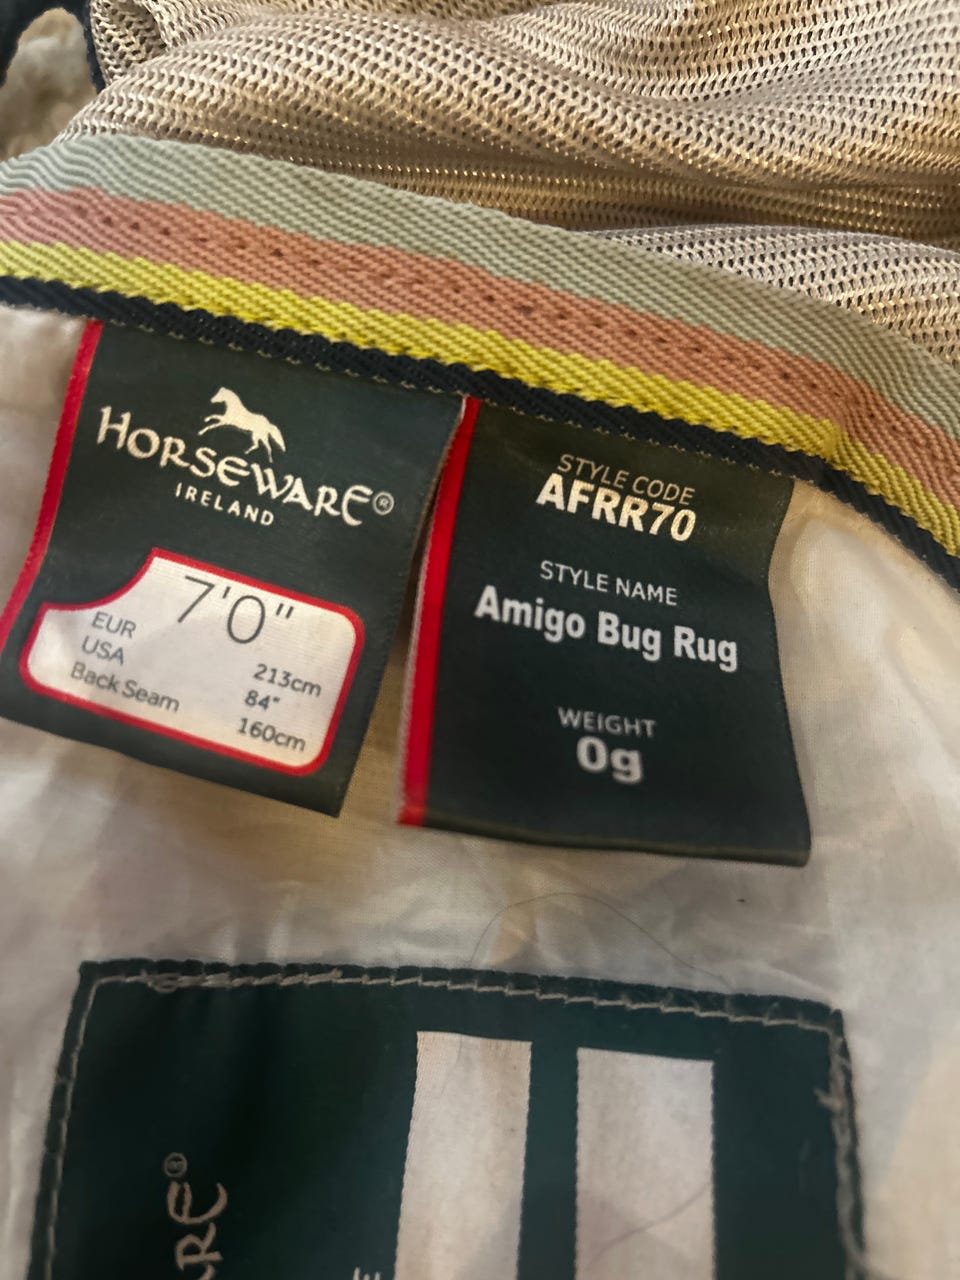 HORSEWARE®
IRELAND
7'0"
EUR 213cm
USA 84"
Back Seam 160cm
STYLE CODE
AFRR70
STYLE NAME
Amigo Bug Rug
WEIGHT
0g
ARE®
E